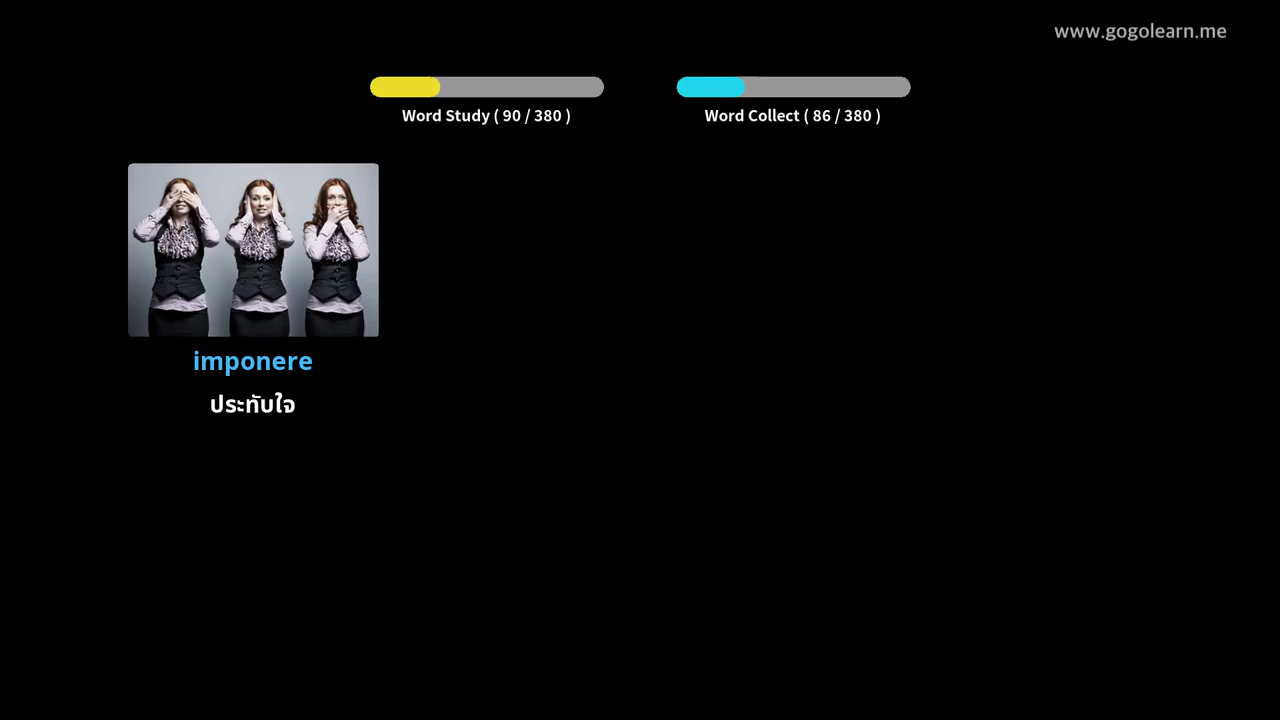 www.gogolearn.me
Word Study ( 90 / 380 )
Word Collect ( 86 / 380 )
imponere
ประทับใจ